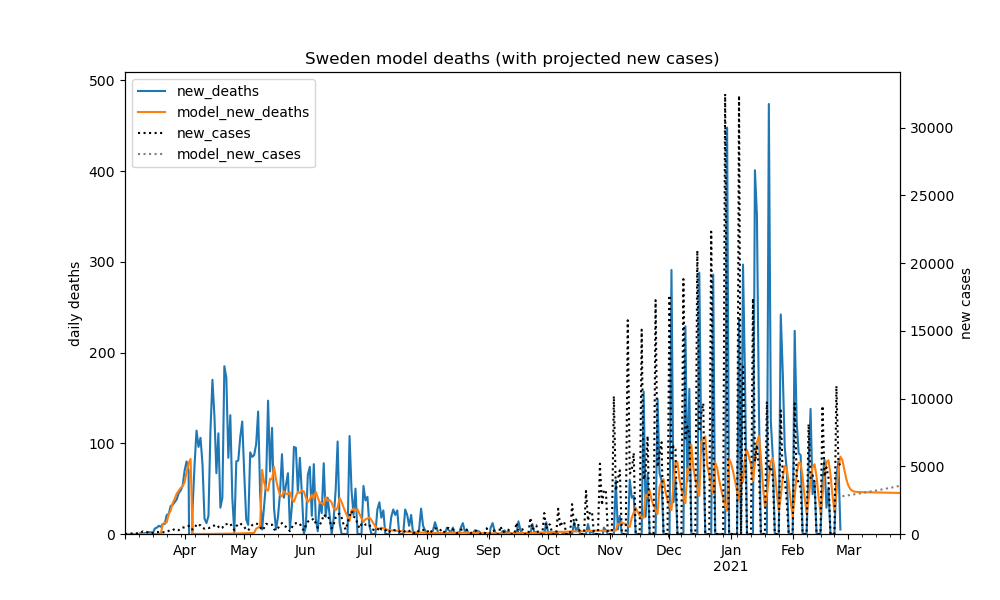 Sweden model deaths (with projected new cases)
new_deaths
model_new_deaths
new_cases
model_new_cases
daily deaths
500
400
300
200
100
0
30000
25000
20000
15000
10000
5000
0
new cases
Apr May Jun Jul Aug Sep Oct Nov Dec Jan Feb Mar
2021